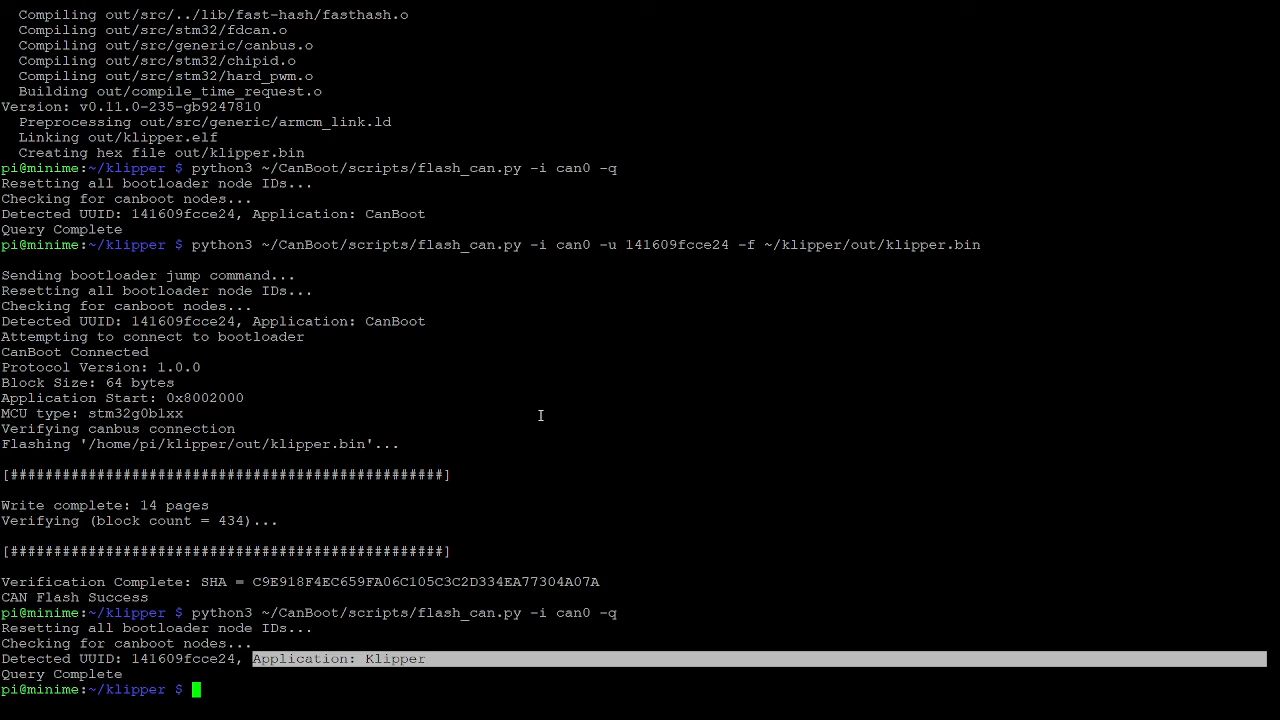 Compiling out/src/../lib/fast-hash/fasthash.o
Compiling out/src/stm32/fdcan.o
Compiling out/src/generic/canbus.o
Compiling out/src/stm32/chipid.o
Compiling out/src/stm32/hard_pwm.o
Building out/compile_time_request.o
Version: v0.11.0-235-gb9247810
Preprocessing out/src/generic/armcm_link.ld
Linking out/klipper.elf
Creating hex file out/klipper.bin
pi@minime:~/klipper $ python3 ~/CanBoot/scripts/flash_can.py -i can0 -q
Resetting all bootloader node IDs...
Checking for canboot nodes...
Detected UUID: 141609fcce24, Application: CanBoot
Query Complete
pi@minime:~/klipper $ python3 ~/CanBoot/scripts/flash_can.py -i can0 -u 141609fcce24 -f ~/klipper/out/klipper.bin
Sending bootloader jump command...
Resetting all bootloader node IDs...
Checking for canboot nodes...
Detected UUID: 141609fcce24, Application: CanBoot
Attempting to connect to bootloader
CanBoot Connected
Protocol Version: 1.0.0
Block Size: 64 bytes
Application Start: 0x8002000
MCU type: stm32g0b1xx
Verifying canbus connection
Flashing '/home/pi/klipper/out/klipper.bin'...
[##################################################]
Write complete: 14 pages
Verifying (block count = 434)...
[##################################################]
Verification Complete: SHA = C9E918F4EC659FA06C105C3C2D334EA77304A07A
CAN Flash Success
pi@minime:~/klipper $ python3 ~/CanBoot/scripts/flash_can.py -i can0 -q
Resetting all bootloader node IDs...
Checking for canboot nodes...
Detected UUID: 141609fcce24, Application: Klipper
Query Complete
pi@minime:~/klipper $